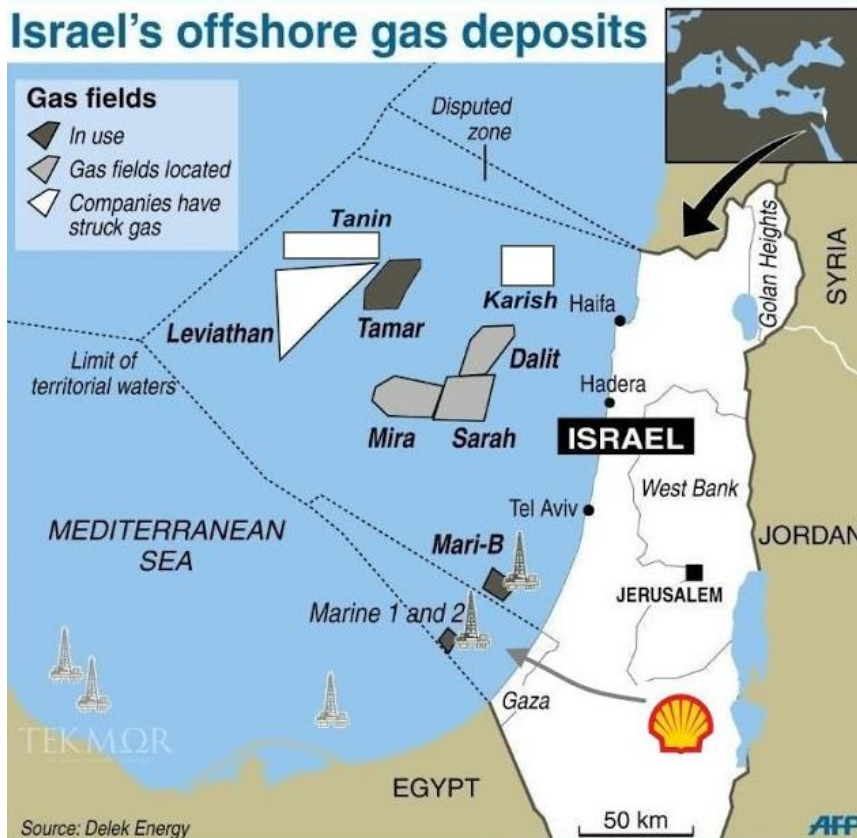 Israel's offshore gas deposits
Gas fields
In use
Gas fields located
Companies have
struck gas
Disputed
zone
Tanin
Leviathan
Tamar
Karish
Haifa
Golan Heights
SYRIA
Limit of
territorial waters
Dalit
Hadera
Mira
Sarah
ISRAEL
West Bank
Tel Aviv
MEDITERRANEAN
SEA
Mari-B
JORDAN
JERUSALEM
Marine 1 and 2
Gaza
TEKMΩR
EGYPT
50 km
Source: Delek Energy
AFP